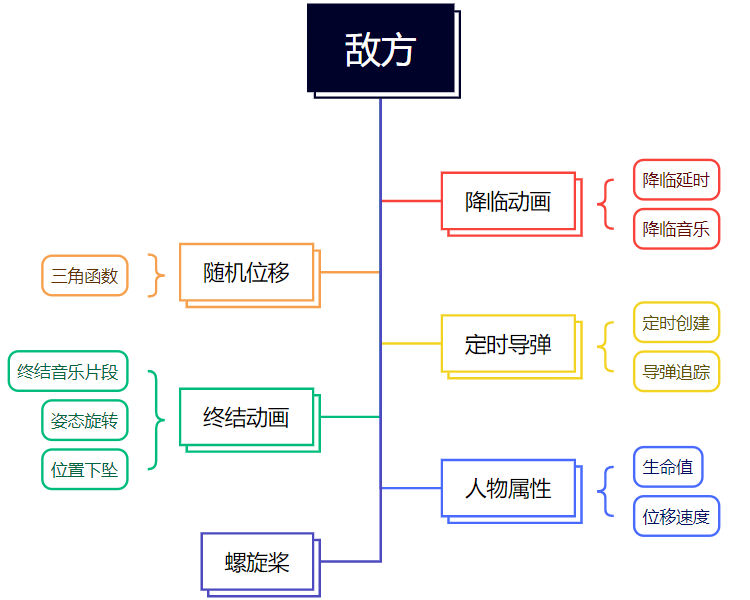 敌方
降临动画
降临延时
降临音乐
随机位移
三角函数
定时导弹
定时创建
导弹追踪
终结动画
终结音乐片段
姿态旋转
位置下坠
人物属性
生命值
位移速度
螺旋桨